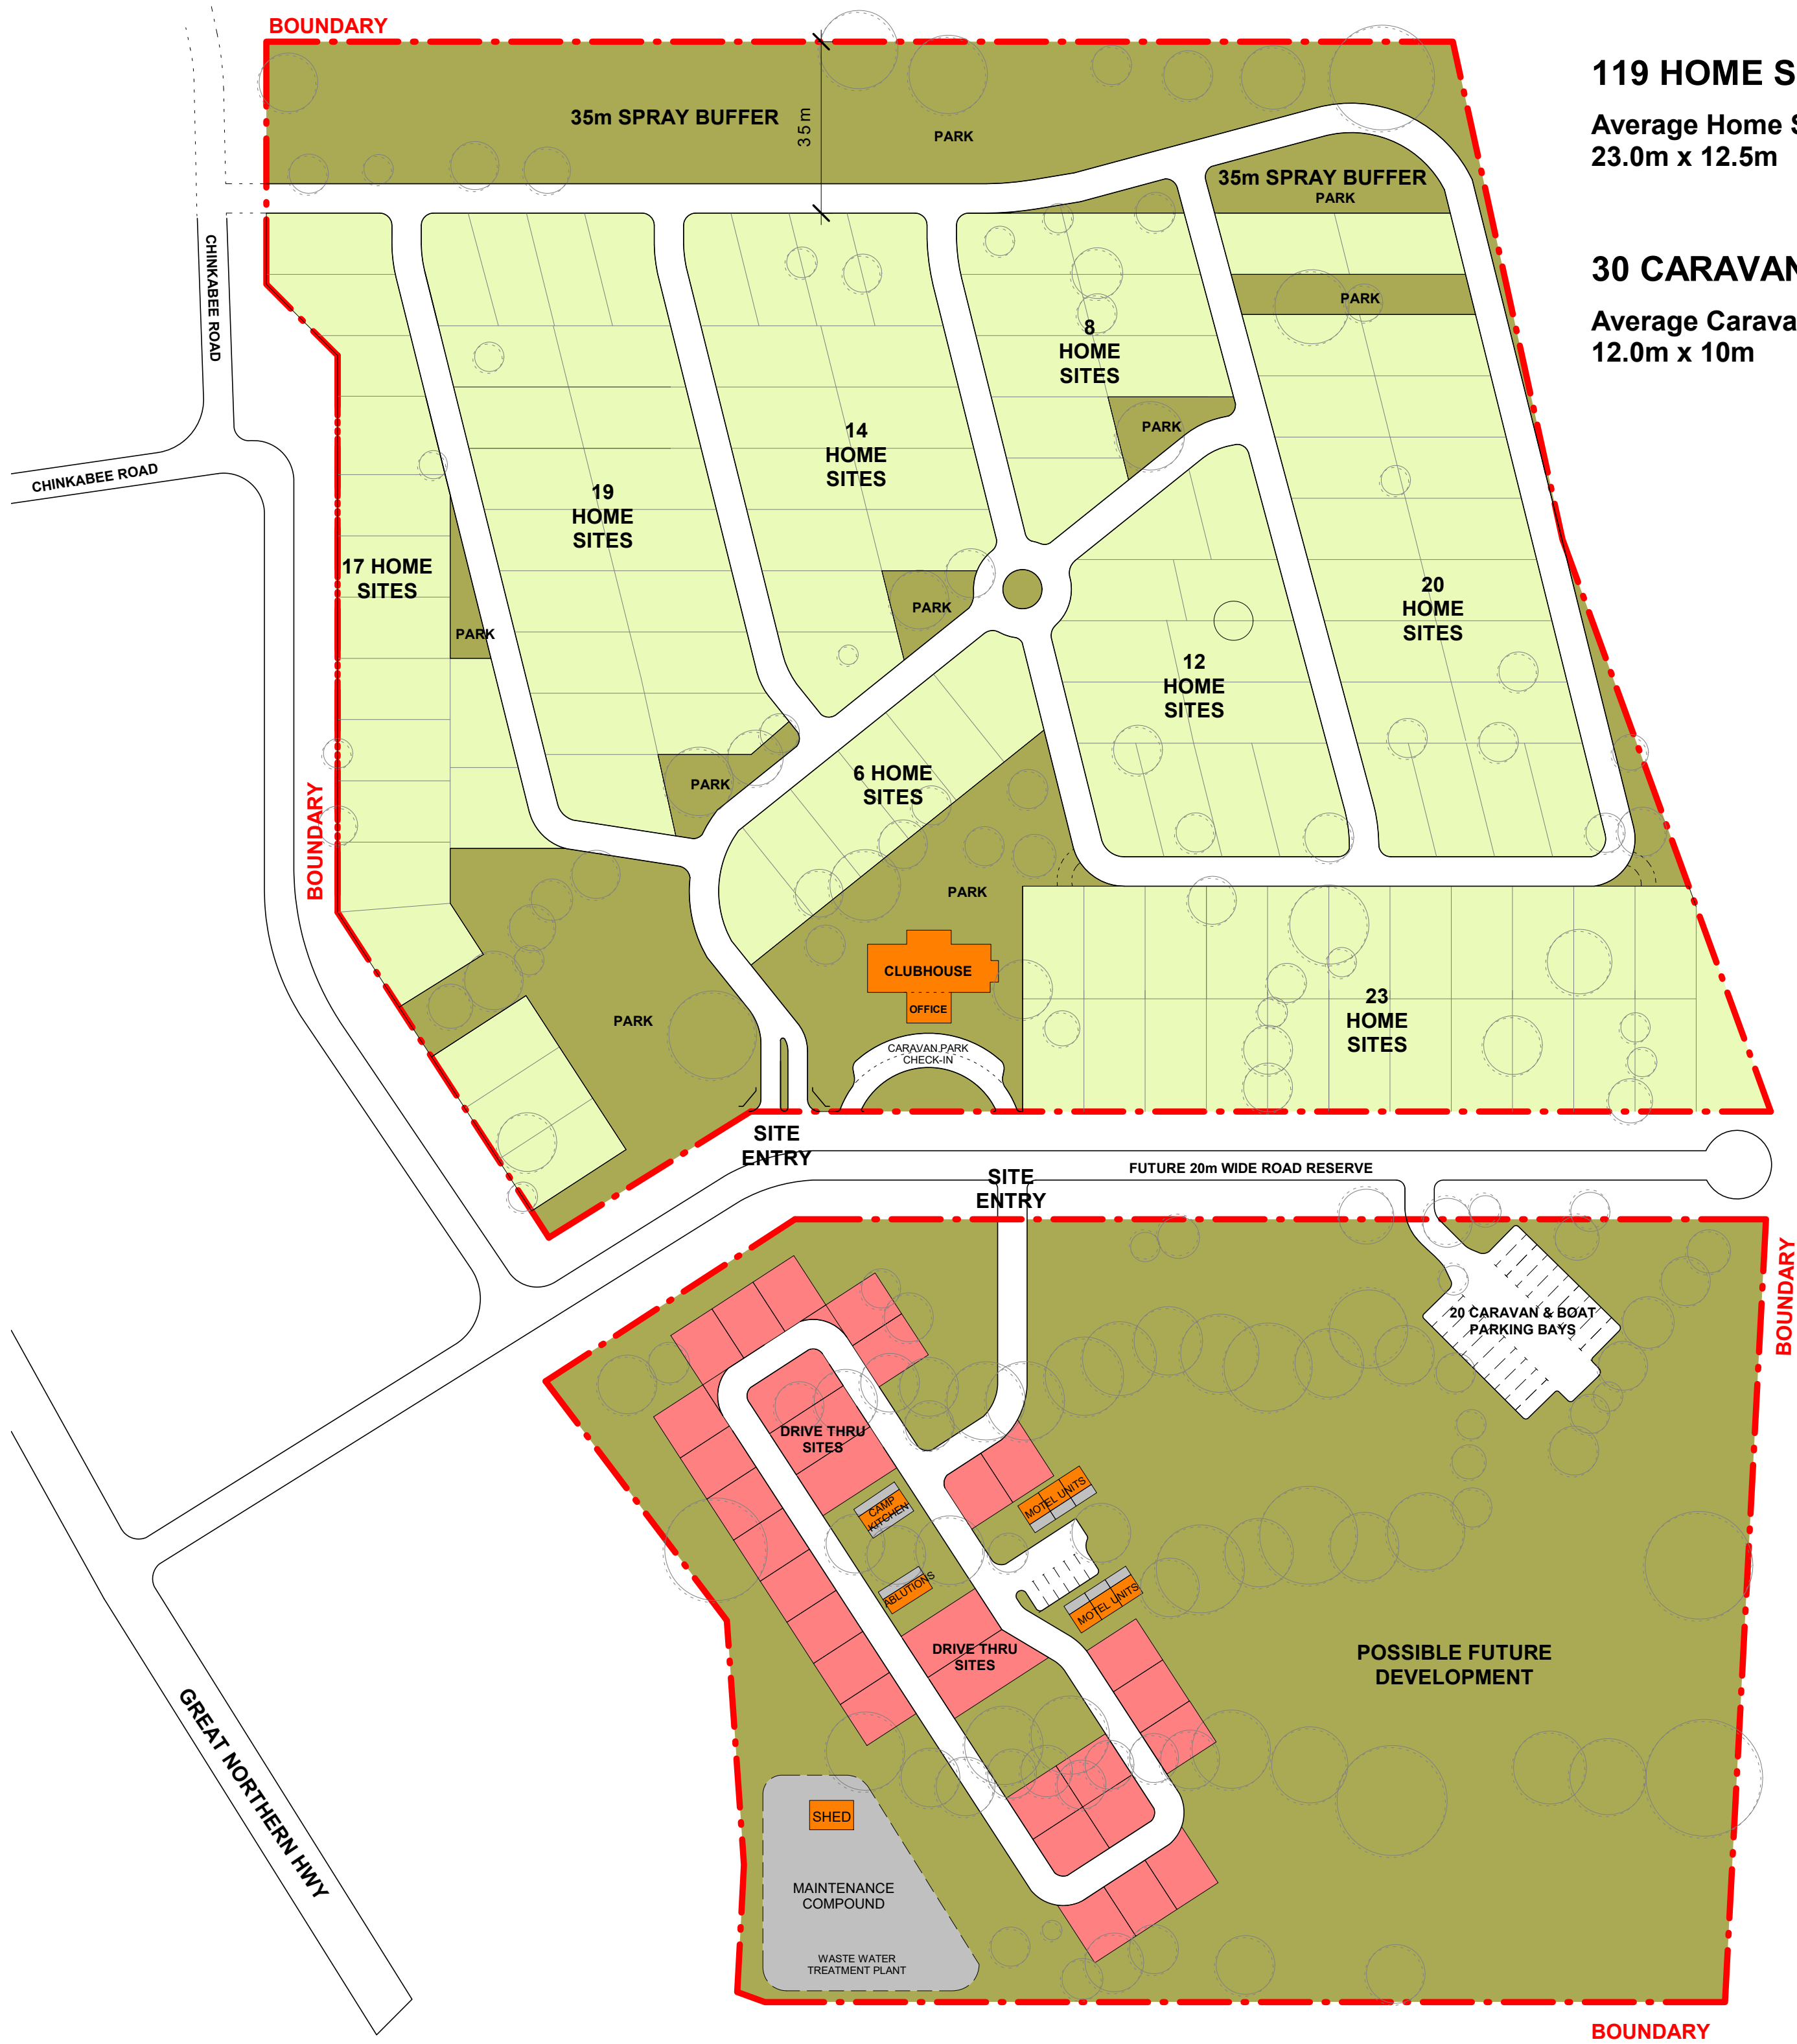 BOUNDARY
119 HOME S
Average Home S
23.0m x 12.5m
35m SPRAY BUFFER
35m
PARK
35m SPRAY BUFFER
PARK
30 CARAVAN
Average Carava
12.0m x 10m
CHINKABEE ROAD
PARK
8
HOME
SITES
14
HOME
SITES
PARK
CHINKABEE ROAD
19
HOME
SITES
17 HOME
SITES
PARK
PARK
20
HOME
SITES
12
HOME
SITES
PARK
6 HOME
SITES
BOUNDARY
PARK
CLUBHOUSE
OFFICE
PARK
23
HOME
SITES
CARAVAN PARK
CHECK-IN
SITE
ENTRY
FUTURE 20m WIDE ROAD RESERVE
SITE
ENTRY
BOUNDARY
20 CARAVAN & BOAT
PARKING BAYS
DRIVE THRU
SITES
CAMP
KITCHEN
MOTEL UNITS
ABLUTIONS
MOTEL UNITS
DRIVE THRU
SITES
POSSIBLE FUTURE
DEVELOPMENT
GREAT NORTHERN HWY
SHED
MAINTENANCE
COMPOUND
WASTE WATER
TREATMENT PLANT
BOUNDARY